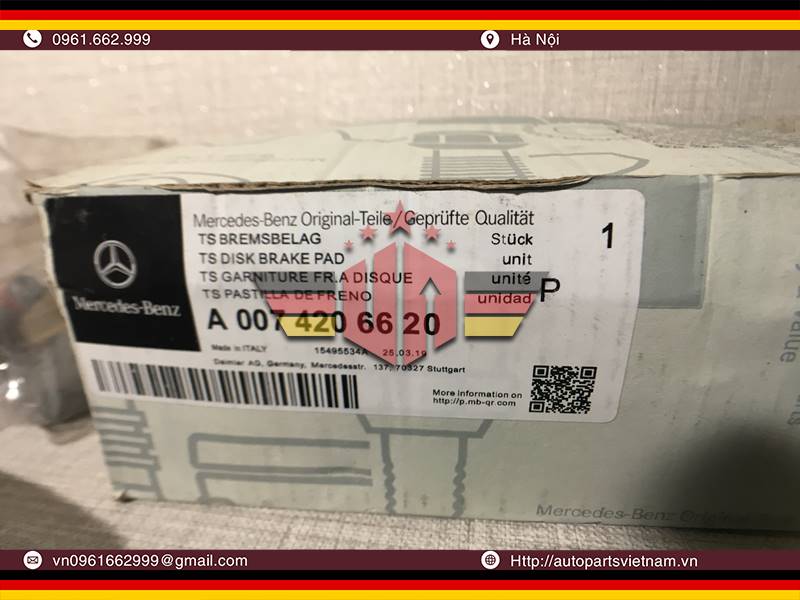 0961.662.999
Hà Nội
Mercedes-Benz Original-Teile/Geprüfte Qualität
TS BREMSBELAG Stück 1
TS DISK BRAKE PAD unit
TS GARNITURE FR.A DISQUE unité
TS PASTILLA DE FRENO unidad P
A 007 420 66 20
Mercedes-Benz
Made in ITALY 15495534A 25.03.19
Daimler AG, Germany, Mercedesstr. 137, 70327 Stuttgart
More information on
http://p.mb-qr.com
Mercedes-Benz Original
vn0961662999@gmail.com
Http://autopartsvietnam.vn